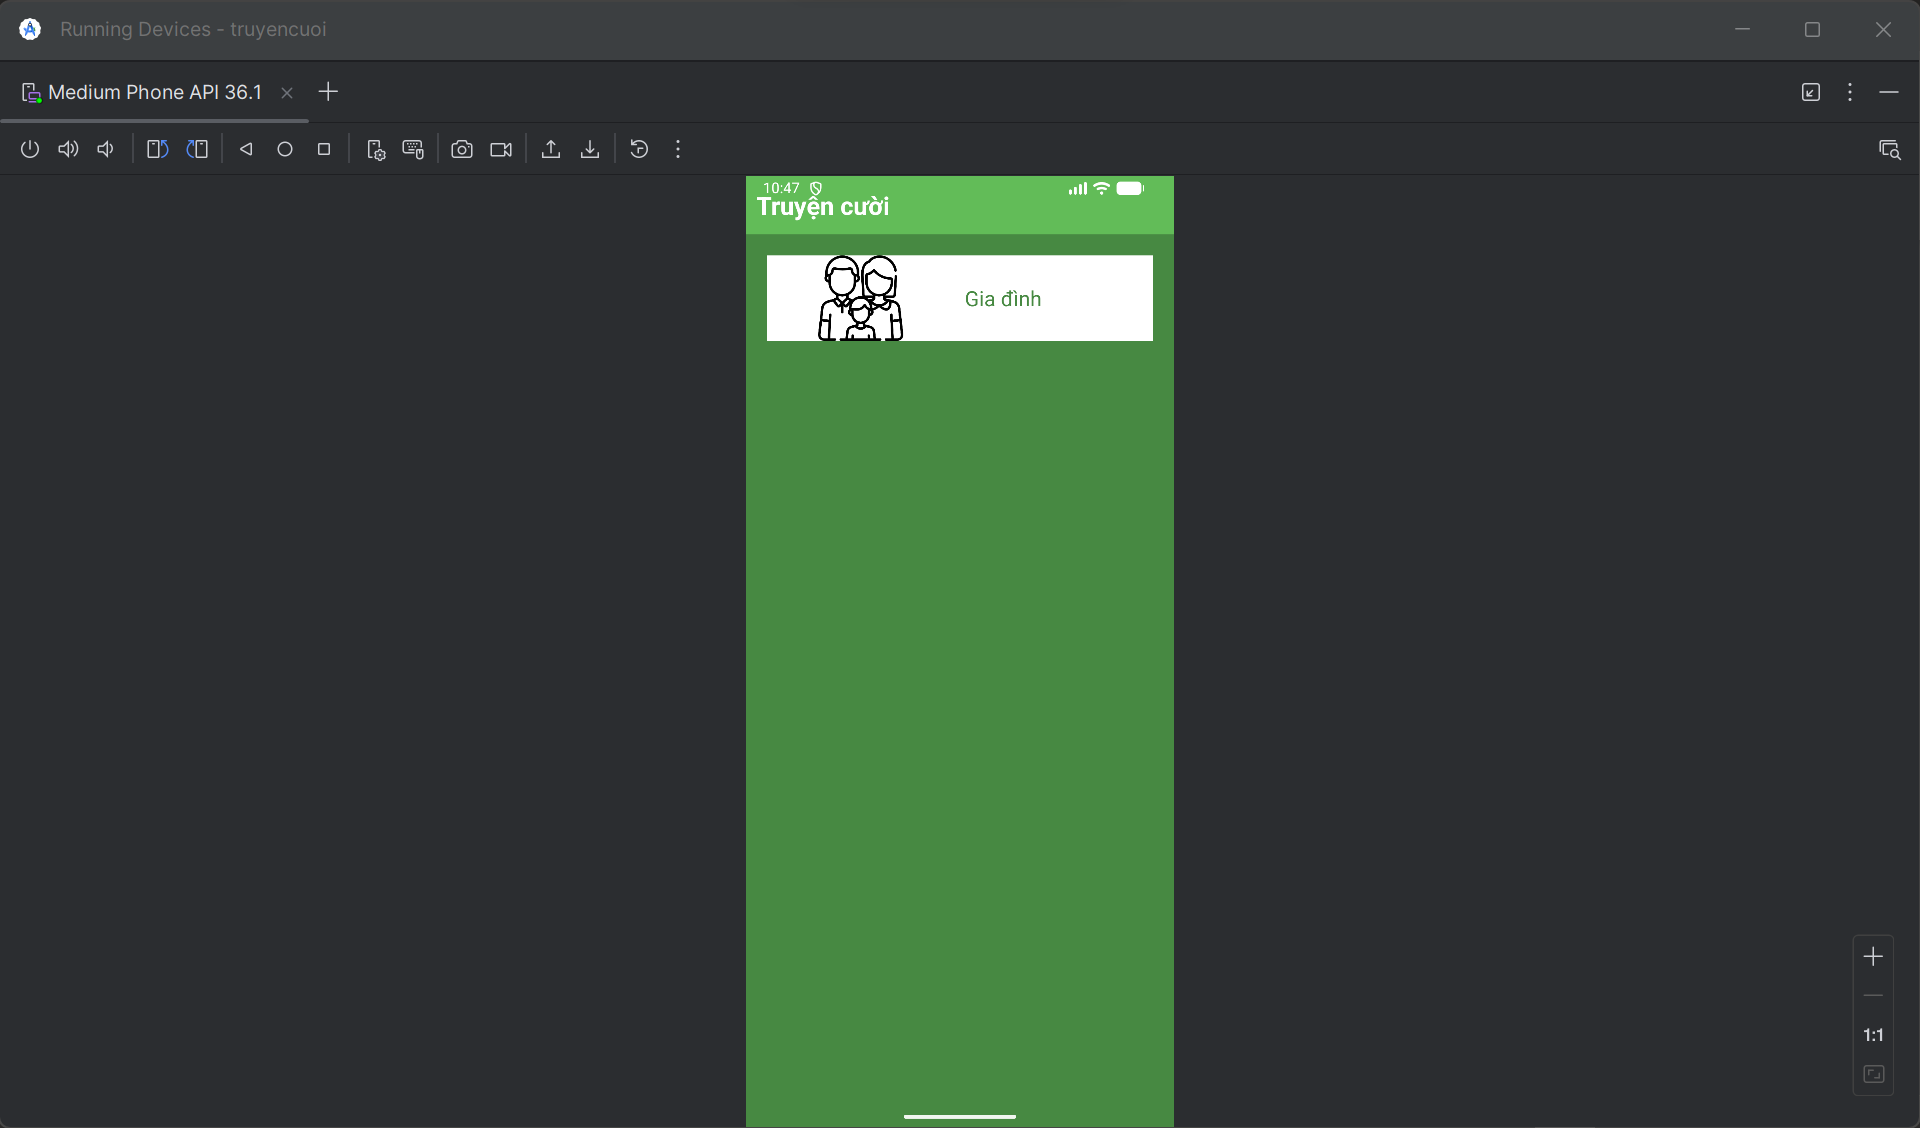 Running Devices - truyencuoi
Medium Phone API 36.1
10:47
Truyện cười
Gia đình
1:1